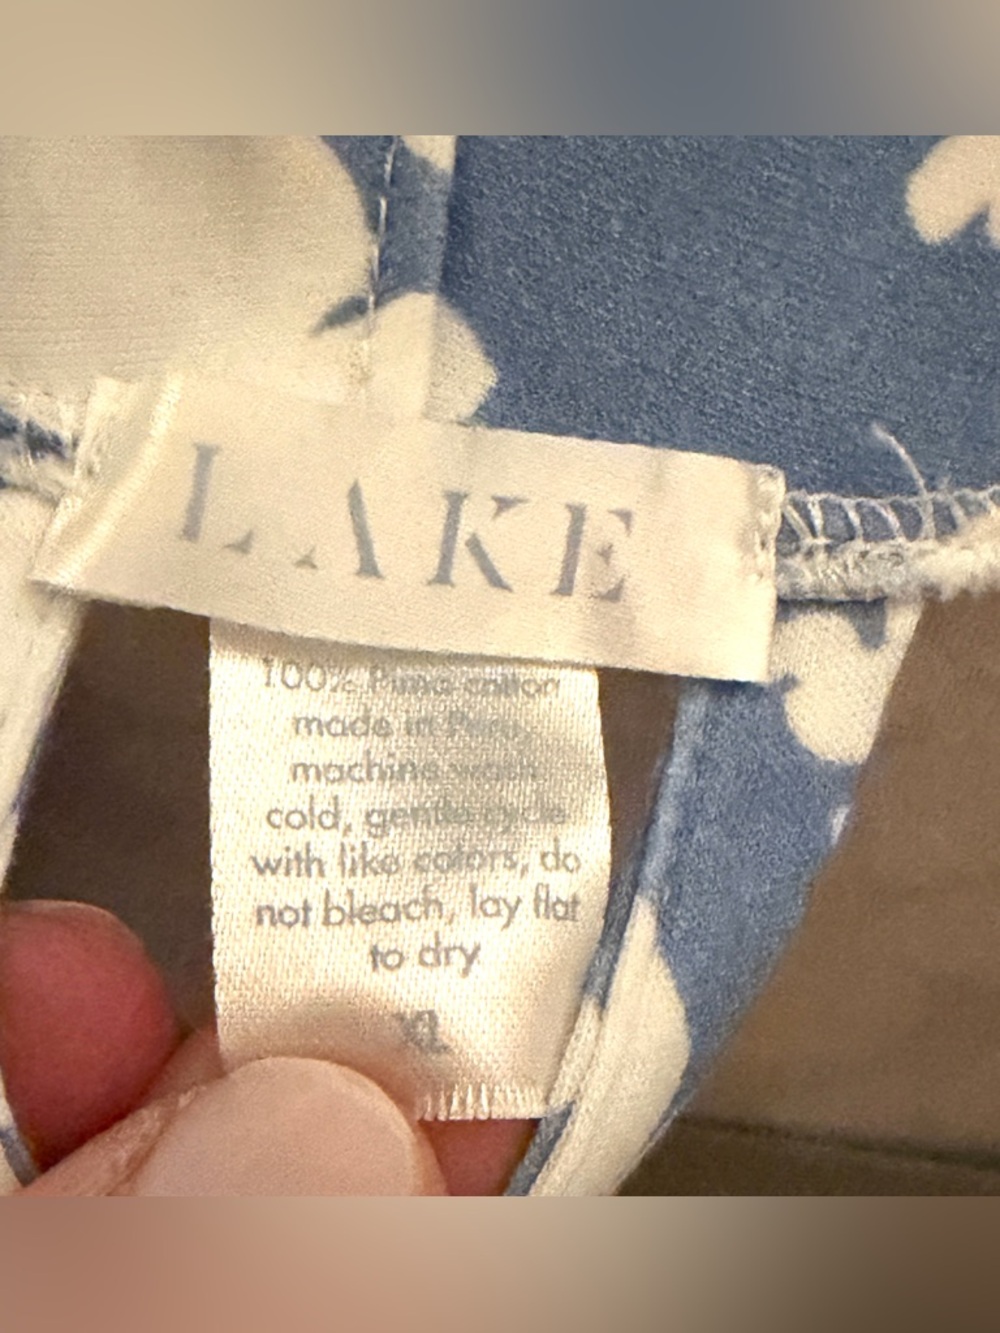 LAKE
100% Pima cotton
made in Peru,
machine wash
cold, gentle cycle
with like colors, do
not bleach, lay flat
to dry
XL